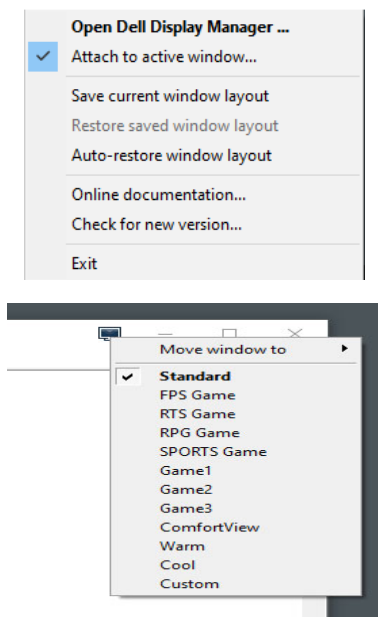 Open Dell Display Manager ...
Attach to active window...
Save current window layout
Restore saved window layout
Auto-restore window layout
Online documentation...
Check for new version...
Exit
Move window to
Standard
FPS Game
RTS Game
RPG Game
SPORTS Game
Game1
Game2
Game3
ComfortView
Warm
Cool
Custom